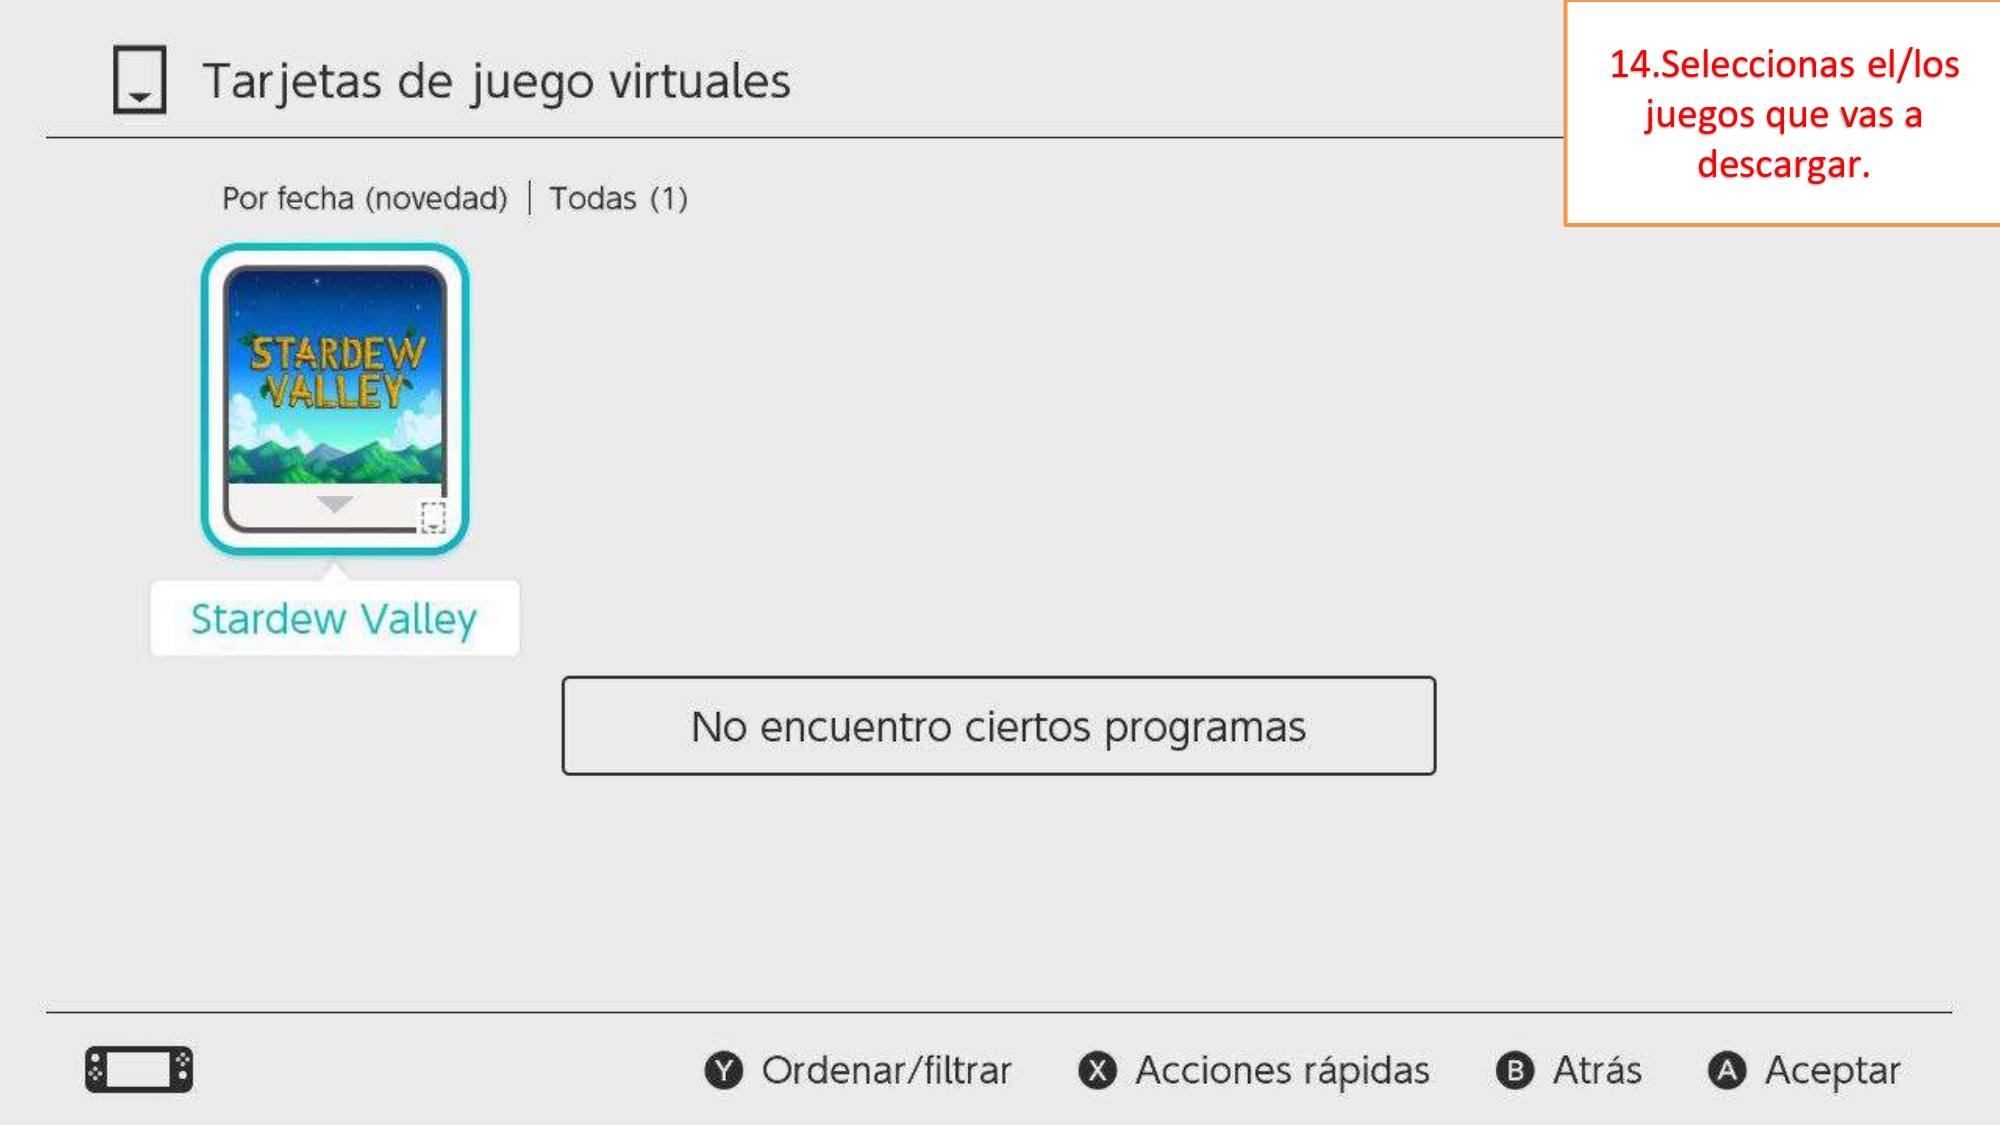 Tarjetas de juego virtuales
14.Seleccionas el/los
juegos que vas a
descargar.
Por fecha (novedad) | Todas (1)
STARDEW
VALLEY
Stardew Valley
No encuentro ciertos programas
Y Ordenar/filtrar X Acciones rápidas B Atrás A Aceptar